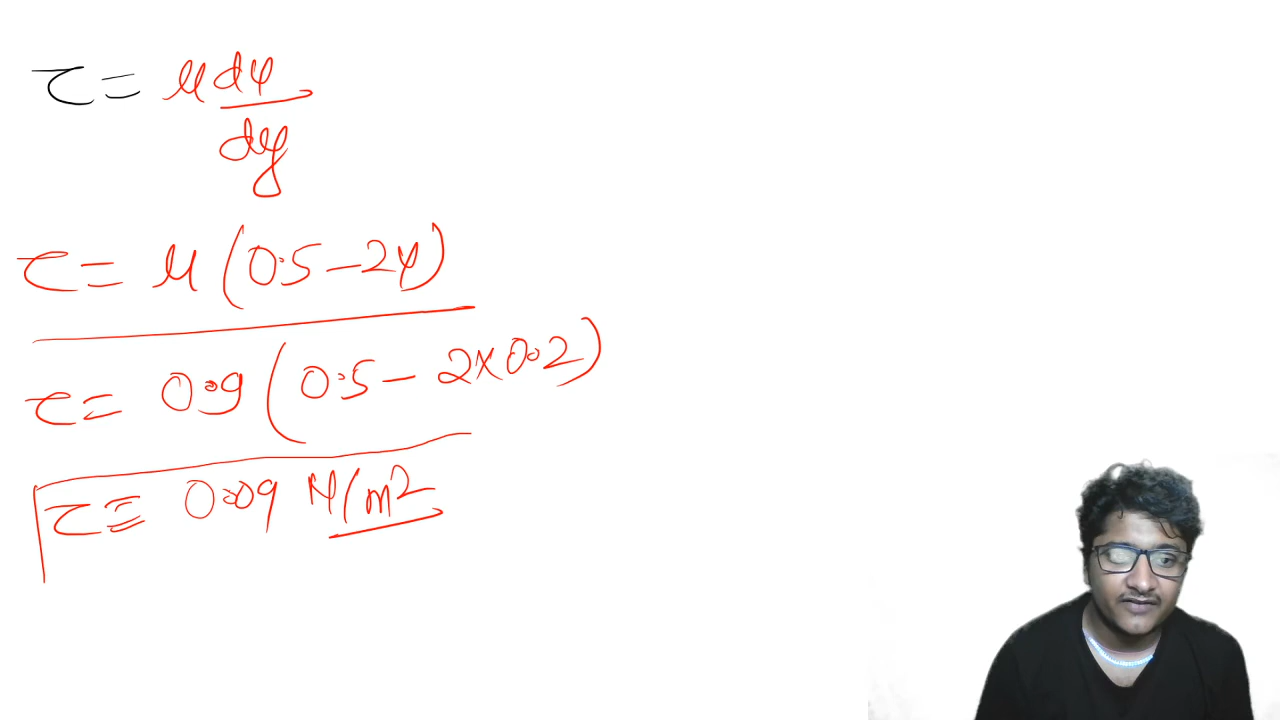 τ = μ du
dy
τ = μ (0.5 - 2y)
τ = 0.9 (0.5 - 2 x 0.2)
τ = 0.09 N/m²